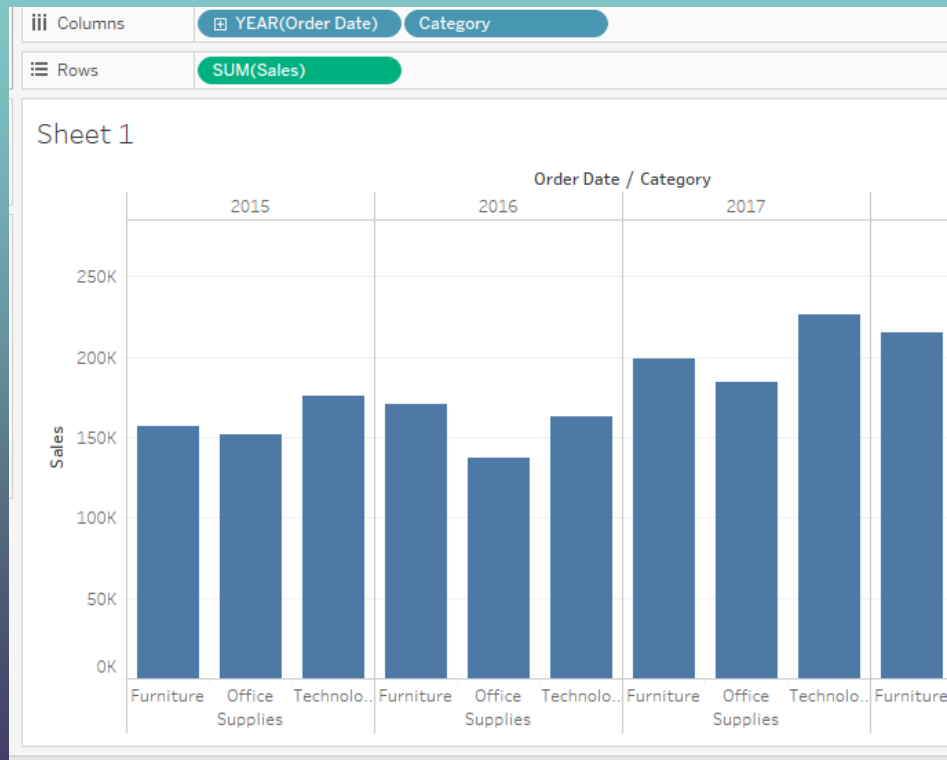 Columns YEAR(Order Date) Category
Rows SUM(Sales)
Sheet 1
Order Date / Category
2015 2016 2017
250K
200K
150K
100K
50K
0K
Sales
Furniture Office Supplies Technolo.. Furniture Office Supplies Technolo.. Furniture Office Supplies Technolo.. Furniture